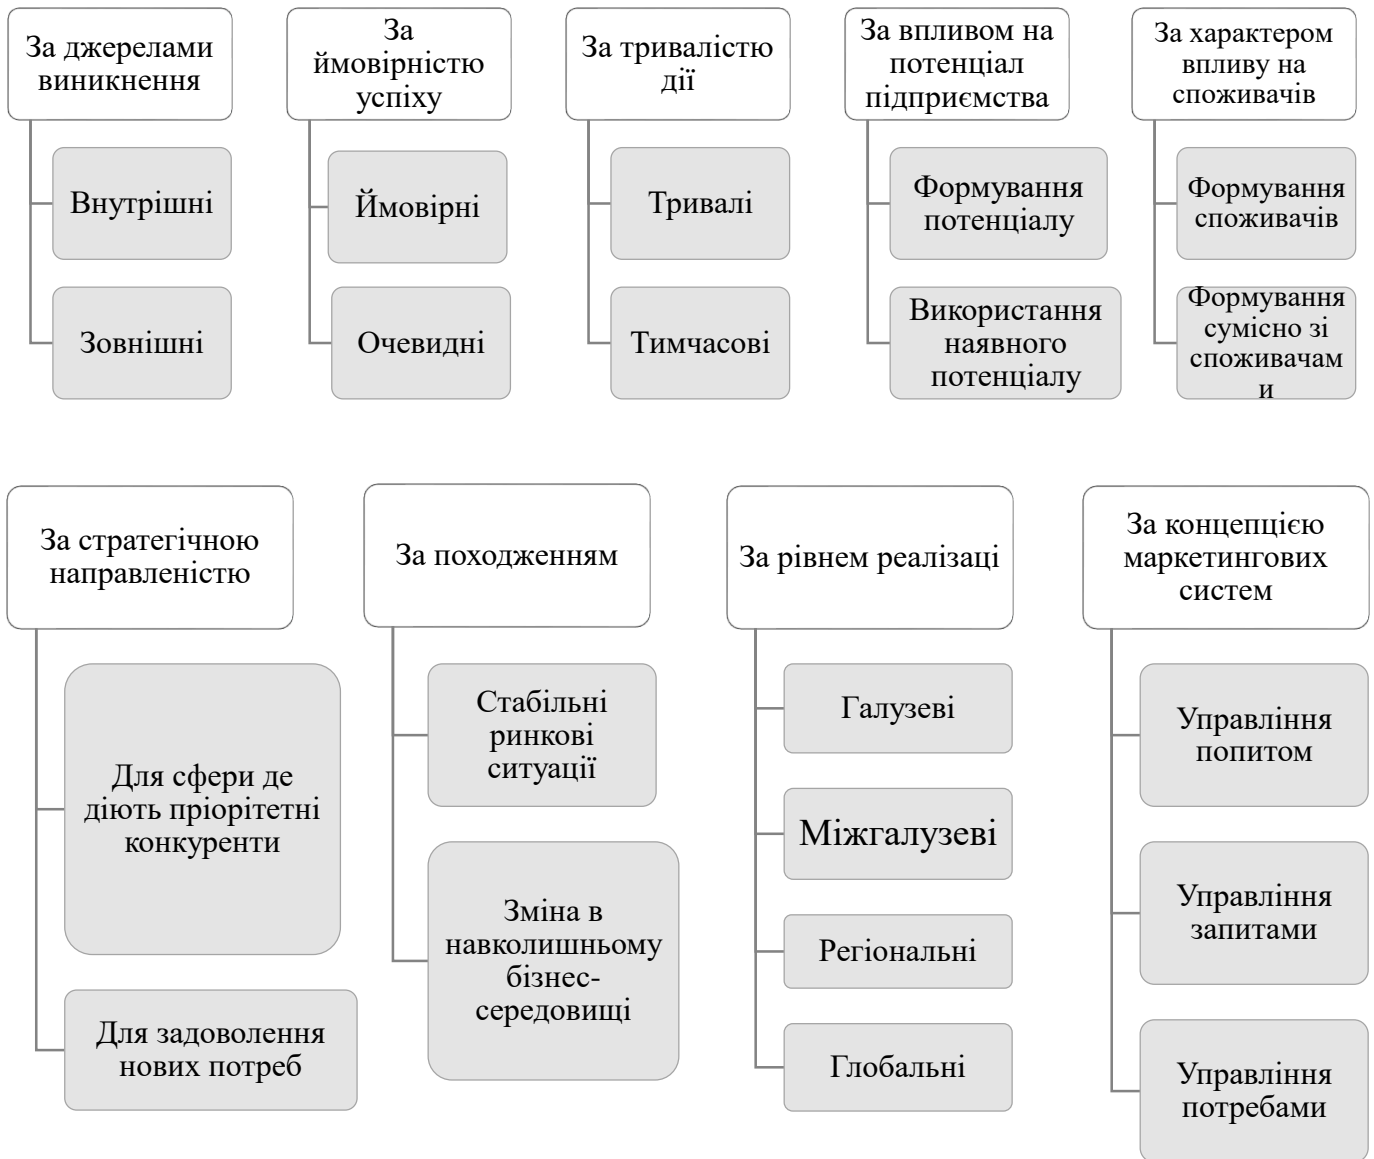 За джерелами
виникнення
Внутрішні
Зовнішні
За
ймовірністю
успіху
Ймовірні
Очевидні
За тривалістю
дії
Тривалі
Тимчасові
За впливом на
потенціал
підприємства
Формування
потенціалу
Використання
наявного
потенціалу
За характером
впливу на
споживачів
Формування
споживачів
Формування
сумісно зі
споживачам
и
За стратегічною
направленістю
Для сфери де
діють пріорітетні
конкуренти
Для задоволення
нових потреб
За походженням
Стабільні
ринкові
ситуації
Зміна в
навколишньому
бізнес-
середовищі
За рівнем реалізаці
Галузеві
Міжгалузеві
Регіональні
Глобальні
За концепцією
маркетингових
систем
Управління
попитом
Управління
запитами
Управління
потребами